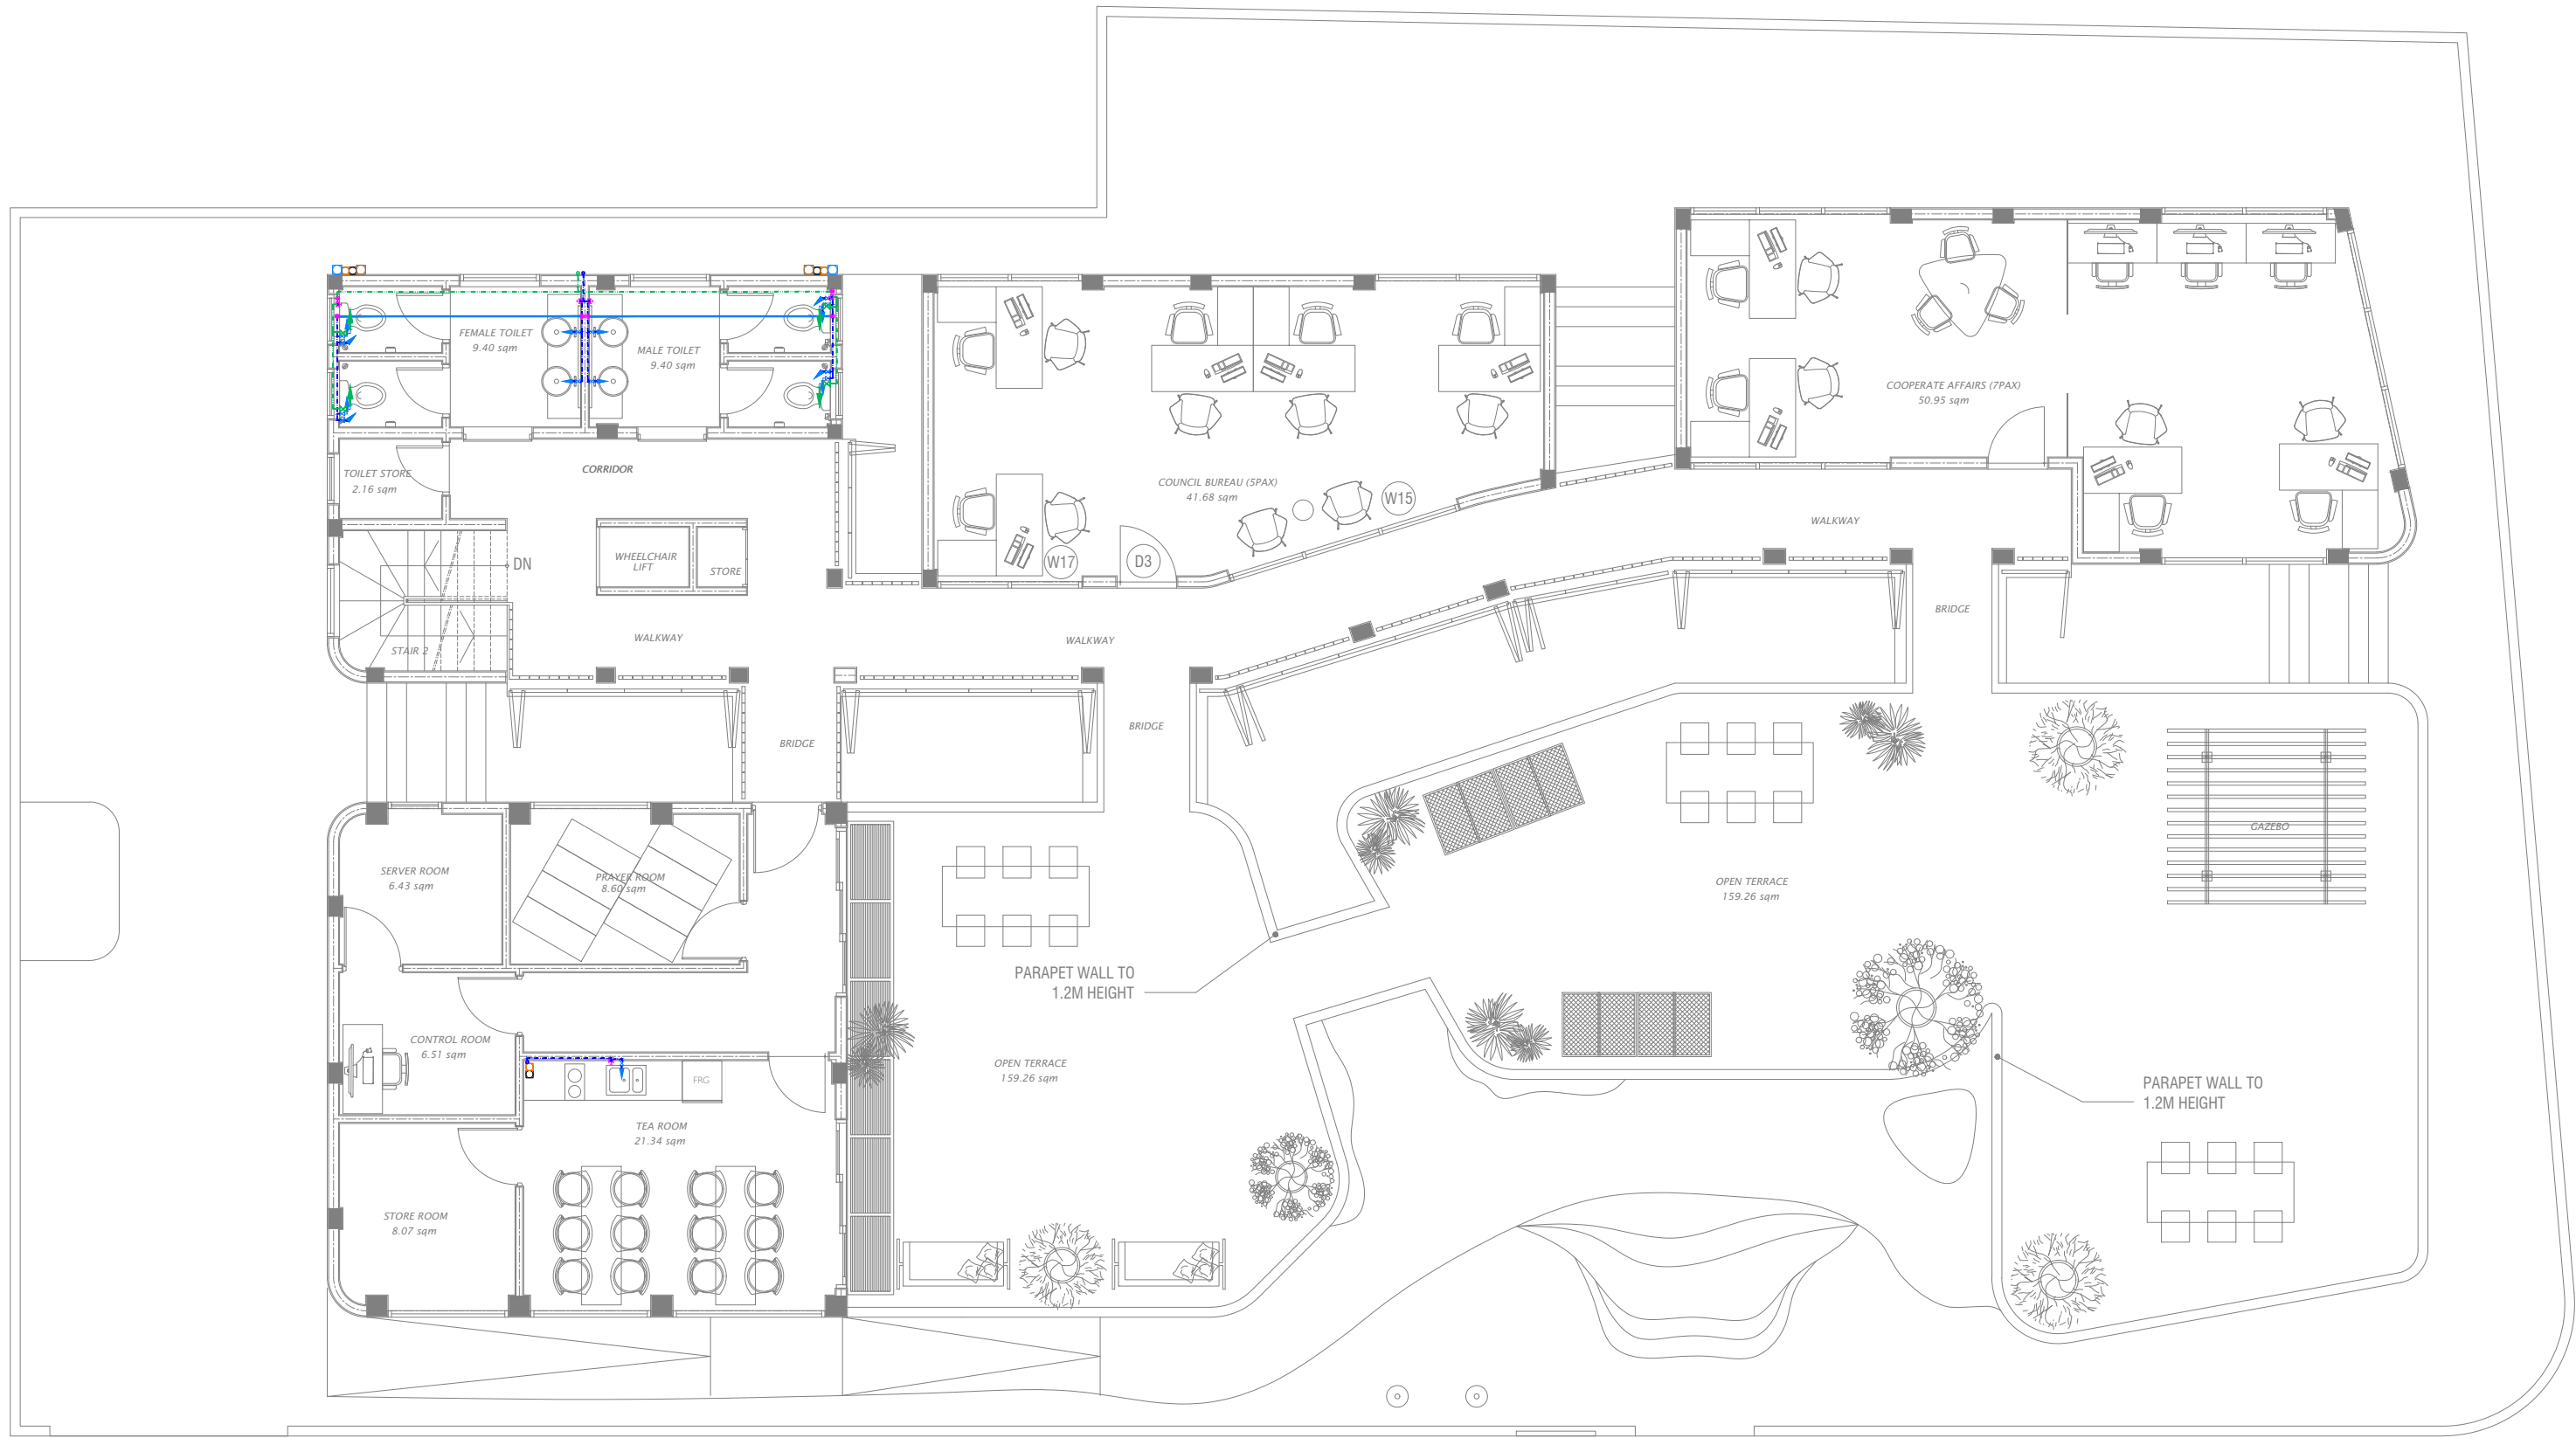 FEMALE TOILET
9.40 sqm
MALE TOILET
9.40 sqm
COOPERATE AFFAIRS (7PAX)
50.95 sqm
TOILET STORE
2.16 sqm
CORRIDOR
COUNCIL BUREAU (5PAX)
41.68 sqm
W15
WALKWAY
WHEELCHAIR
LIFT
STORE
DN
W17
D3
BRIDGE
STAIR 2
WALKWAY
WALKWAY
BRIDGE
BRIDGE
GAZEBO
SERVER ROOM
6.43 sqm
PRAYER ROOM
8.60 sqm
OPEN TERRACE
159.26 sqm
PARAPET WALL TO
1.2M HEIGHT
CONTROL ROOM
6.51 sqm
OPEN TERRACE
159.26 sqm
FRG
PARAPET WALL TO
1.2M HEIGHT
TEA ROOM
21.34 sqm
STORE ROOM
8.07 sqm